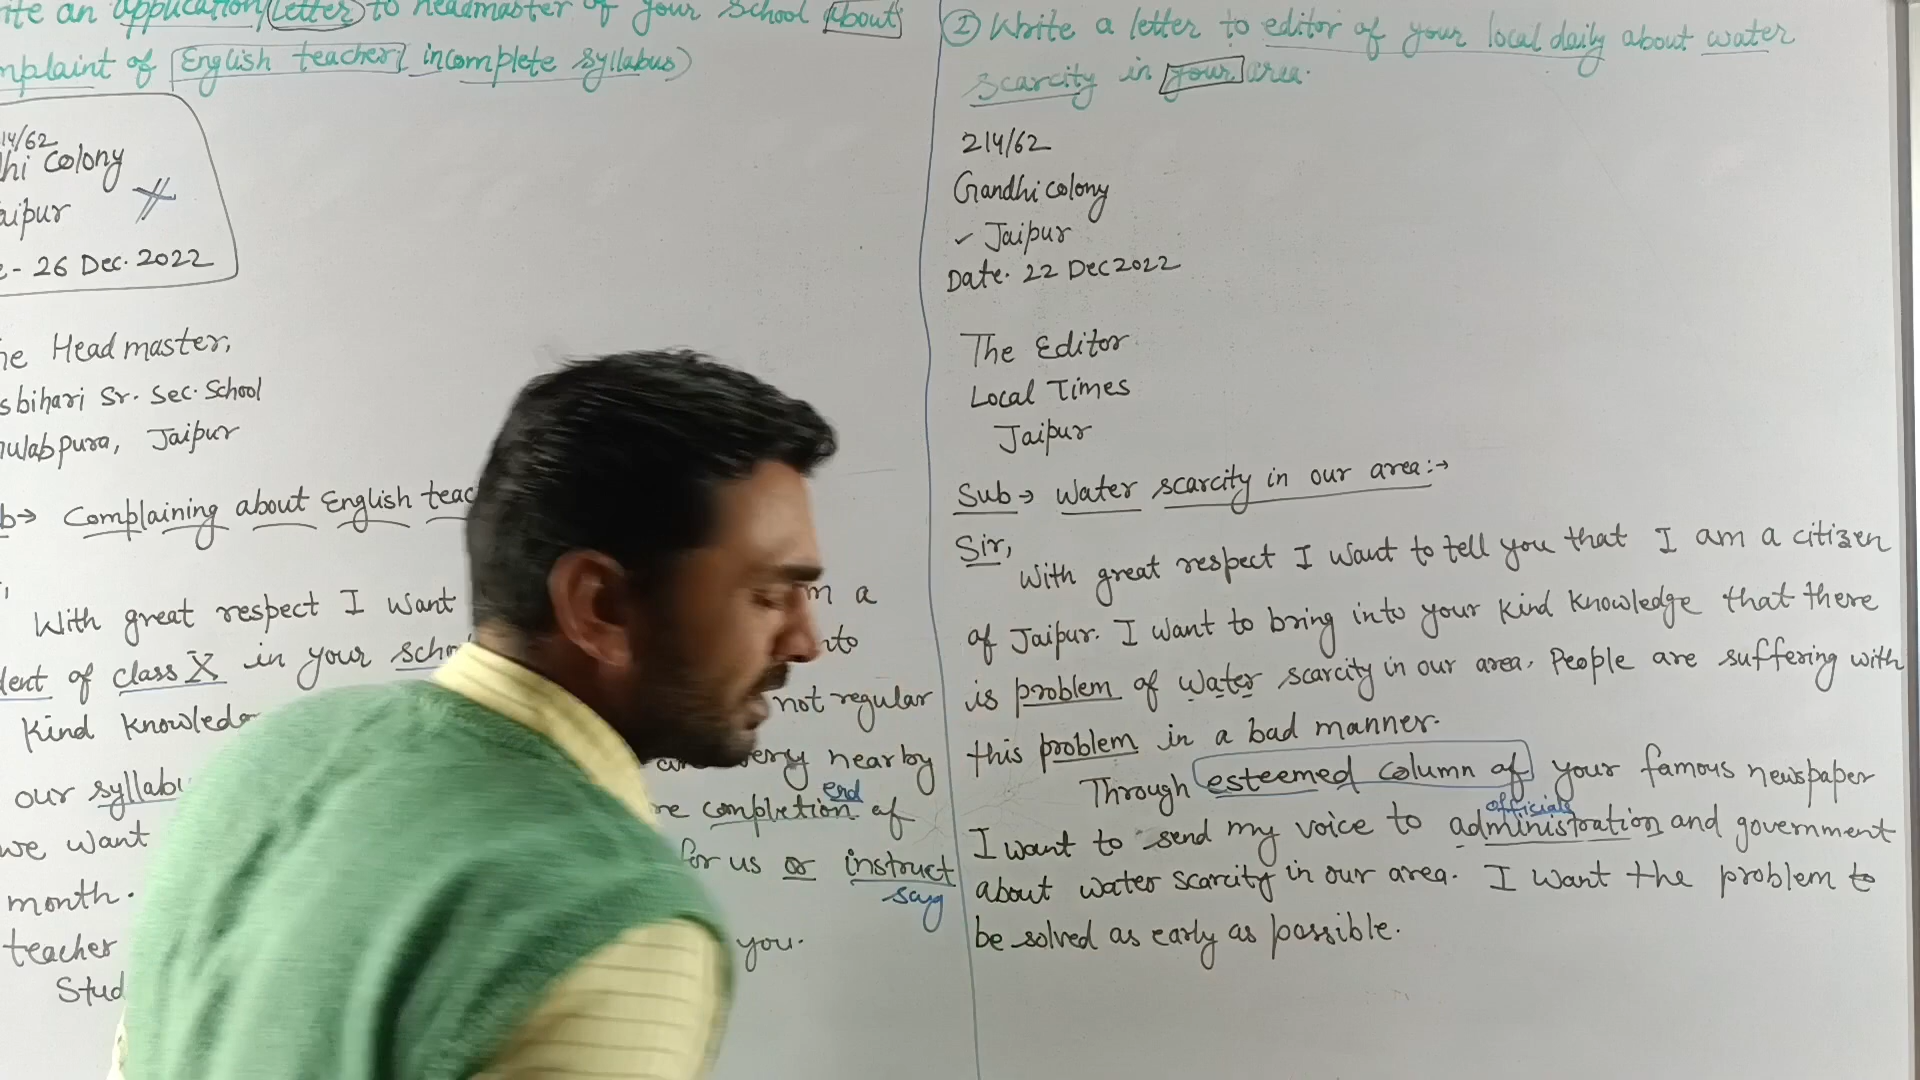 ite an application/Letter to headmaster of your school about
mplaint of English teacher incomplete syllabus)
14/62
dhi colony
aipur
e- 26 Dec. 2022
he Headmaster,
sbihari Sr. Sec. School
ulabpura, Jaipur
b→ Complaining about English teac
With great respect I want m a
dent of class X in your scho nto
kind knowled not regular
our syllabu very nearby
end
we want re completion of
month. for us or instruct
say
teacher you.
Stud
② Write a letter to editor of your local daily about water
scarcity in your area.
214/62
Gandhi colony
Jaipur
Date. 22 Dec 2022
The Editor
Local Times
Jaipur
Sub→ Water scarcity in our area:→
Sir,
With great respect I want to tell you that I am a citizen
of Jaipur. I want to bring into your kind knowledge that there
is problem of water scarcity in our area. People are suffering with
this problem in a bad manner.
Through esteemed column of your famous newspaper
officials
I want to send my voice to administration and government
about water scarcity in our area. I want the problem to
be solved as early as possible.